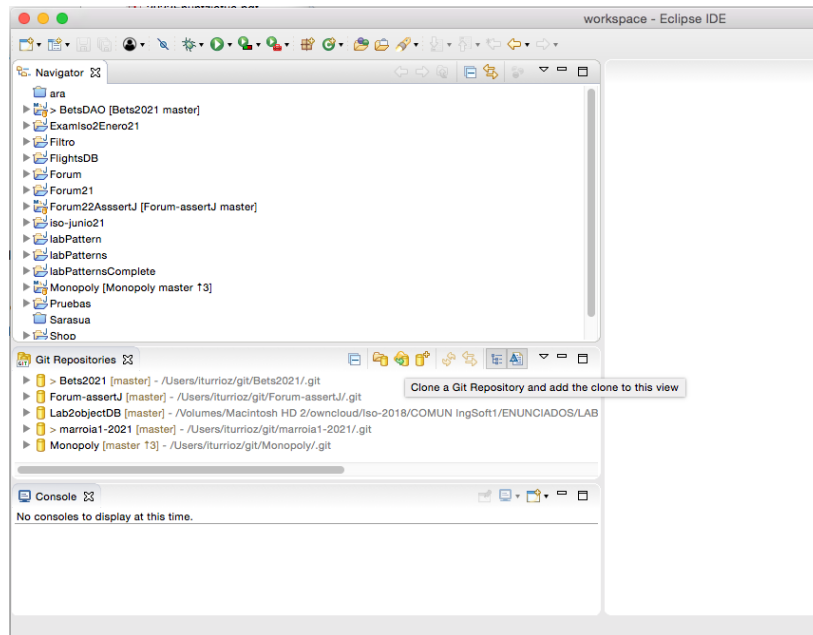 workspace - Eclipse IDE
Navigator
ara
> BetsDAO [Bets2021 master]
ExamIso2Enero21
Filtro
FlightsDB
Forum
Forum21
Forum22Asssert​J [Forum-assertJ master]
iso-junio21
labPattern
labPatterns
labPatternsComplete
Monopoly [Monopoly master ↑3]
Pruebas
Sarasua
Shop
Git Repositories
> Bets2021 [master] - /Users/iturrioz/git/Bets2021/.git
Clone a Git Repository and add the clone to this view
Forum-assertJ [master] - /Users/iturrioz/git/Forum-assertJ/.git
Lab2objectDB [master] - /Volumes/Macintosh HD 2/owncloud/Iso-2018/COMUN IngSoft1/ENUNCIADOS/LAB
> marroia1-2021 [master] - /Users/iturrioz/git/marroia1-2021/.git
Monopoly [master ↑3] - /Users/iturrioz/git/Monopoly/.git
Console
No consoles to display at this time.